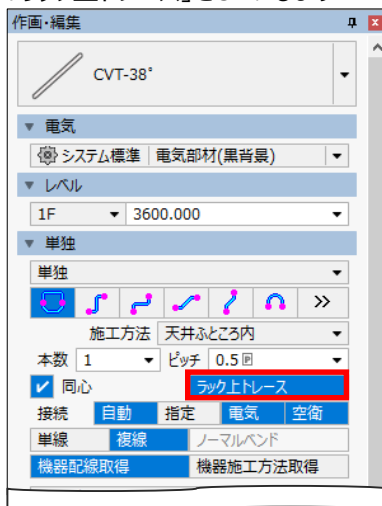 作画・編集
CVT-38°
電気
システム標準 電気部材(黒背景)
レベル
1F 3600.000
単独
単独
施工方法 天井ふところ内
本数 1 ピッチ 0.5 P
同心 ラック上トレース
接続 自動 指定 電気 空衛
単線 複線 ノーマルベンド
機器配線取得 機器施工方法取得